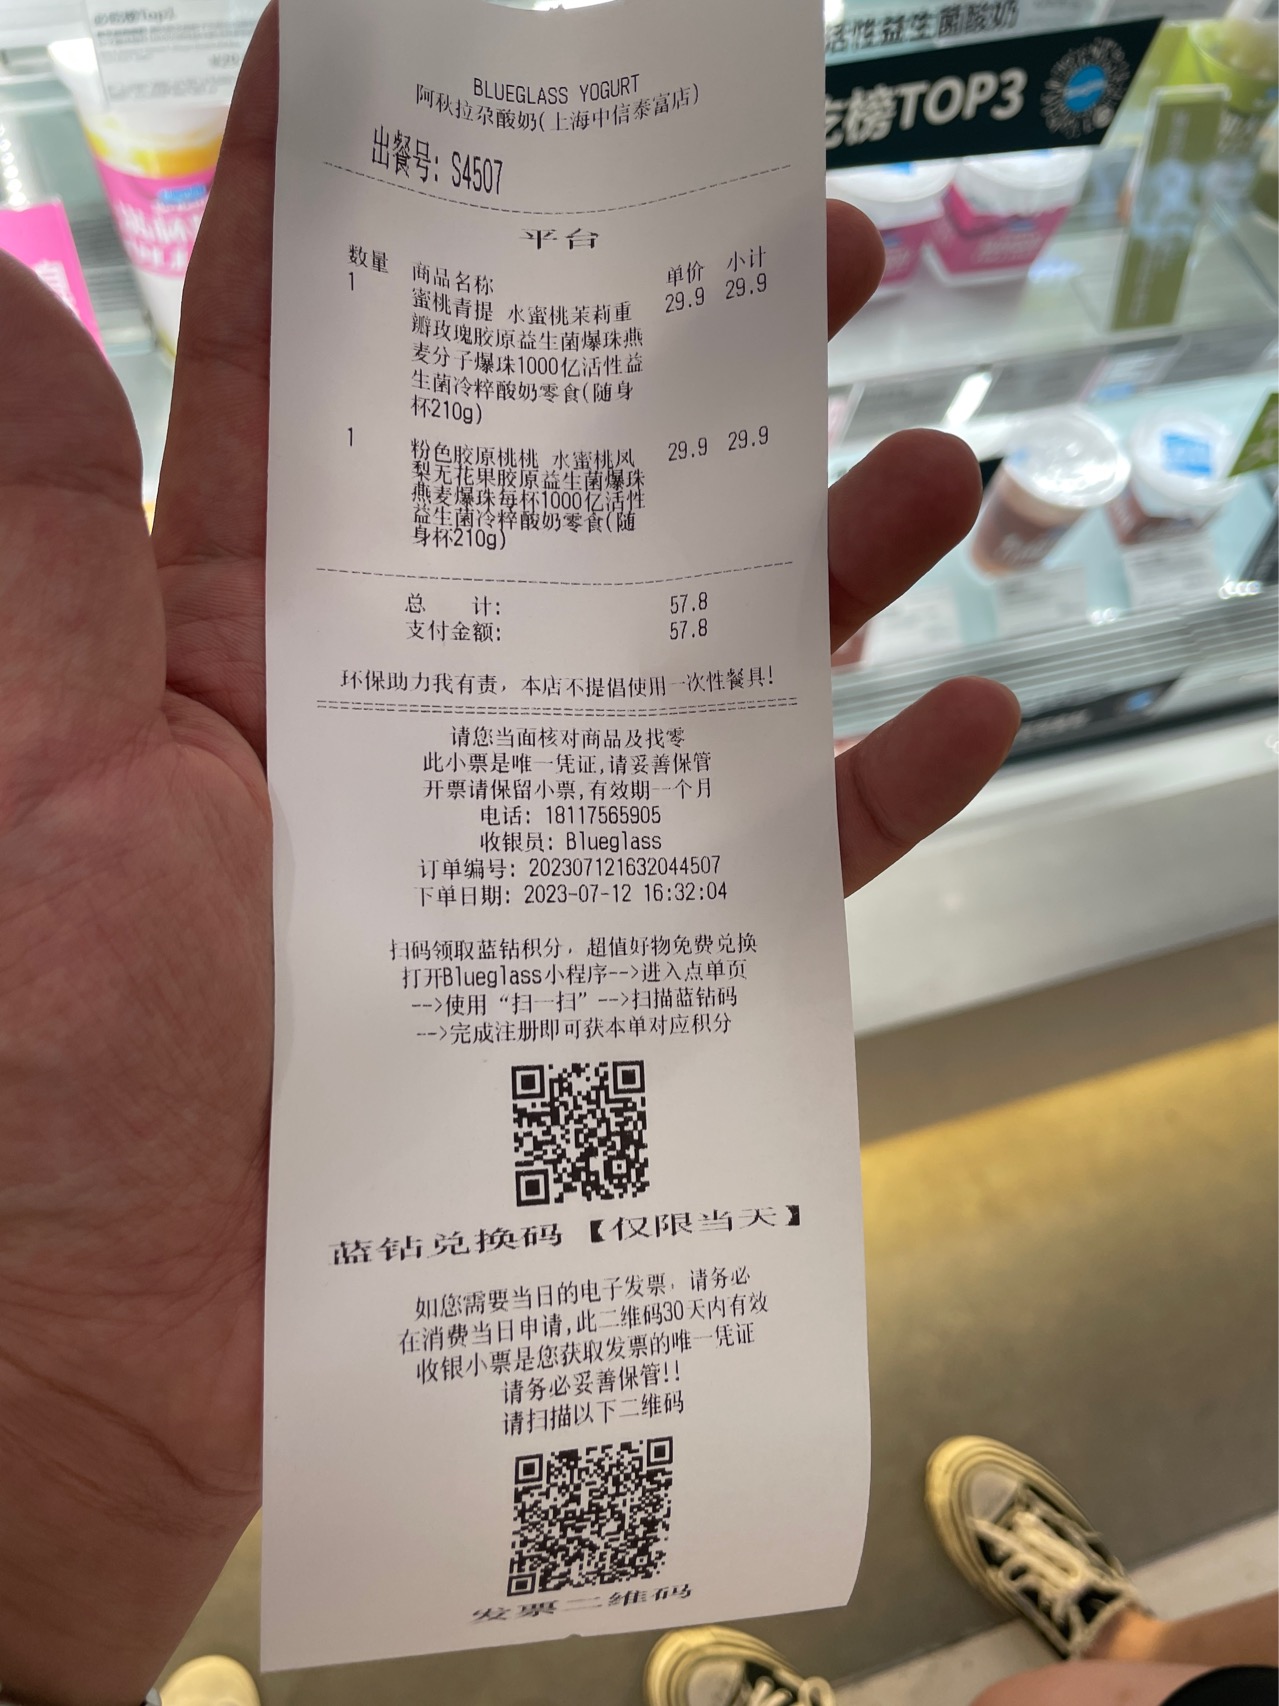 活性益生菌酸奶
吃榜TOP3
BLUEGLASS YOGURT
阿秋拉尕酸奶(上海中信泰富店)
出餐号: S4507
平台
数量 商品名称 单价 小计
1 蜜桃青提 水蜜桃茉莉重 29.9 29.9
瓣玫瑰胶原益生菌爆珠燕
麦分子爆珠1000亿活性益
生菌冷粹酸奶零食(随身
杯210g)
1 粉色胶原桃桃 水蜜桃凤 29.9 29.9
梨无花果胶原益生菌爆珠
燕麦爆珠每杯1000亿活性
益生菌冷粹酸奶零食(随
身杯210g)
总 计: 57.8
支付金额: 57.8
环保助力我有责，本店不提倡使用一次性餐具!
请您当面核对商品及找零
此小票是唯一凭证,请妥善保管
开票请保留小票,有效期一个月
电话: 18117565905
收银员: Blueglass
订单编号: 202307121632044507
下单日期: 2023-07-12 16:32:04
扫码领取蓝钻积分，超值好物免费兑换
打开Blueglass小程序-->进入点单页
-->使用“扫一扫”-->扫描蓝钻码
-->完成注册即可获本单对应积分
蓝钻兑换码【仅限当天】
如您需要当日的电子发票，请务必
在消费当日申请,此二维码30天内有效
收银小票是您获取发票的唯一凭证
请务必妥善保管!!
请扫描以下二维码
发票二维码